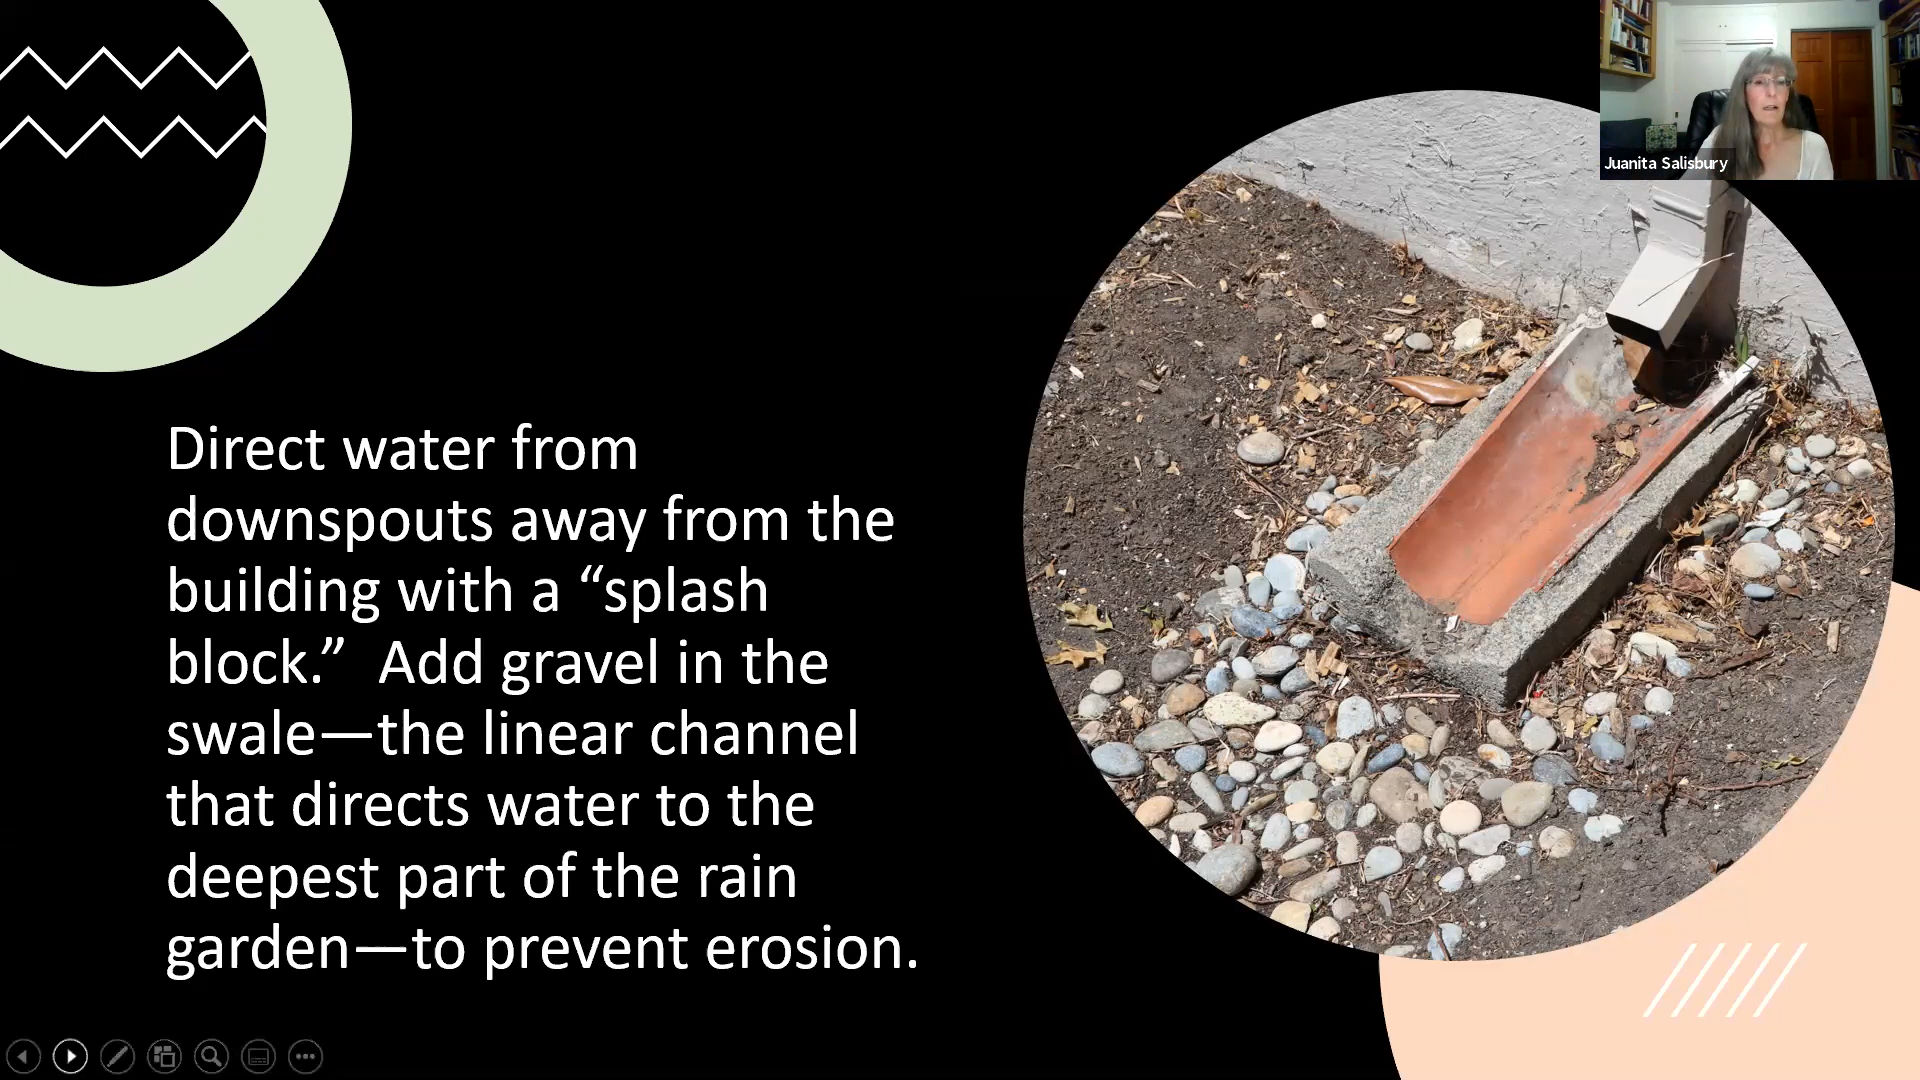 Juanita Salisbury
Direct water from
downspouts away from the
building with a “splash
block.”  Add gravel in the
swale—the linear channel
that directs water to the
deepest part of the rain
garden—to prevent erosion.